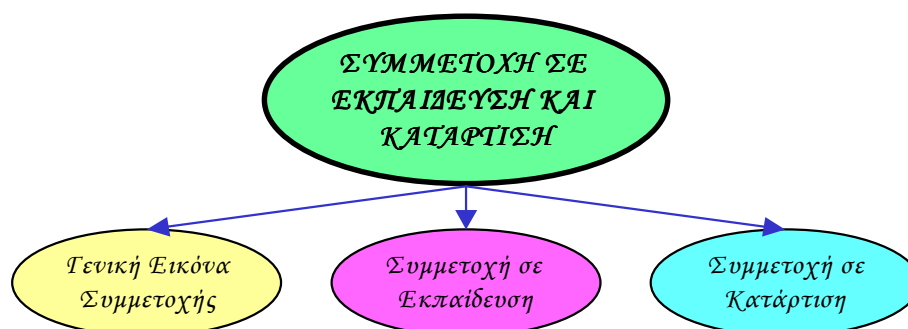 ΣΥΜΜΕΤΟΧΗ ΣΕ
ΕΚΠΑΙΔΕΥΣΗ ΚΑΙ
ΚΑΤΑΡΤΙΣΗ
Γενική Εικόνα
Συμμετοχής
Συμμετοχή σε
Εκπαίδευση
Συμμετοχή σε
Κατάρτιση